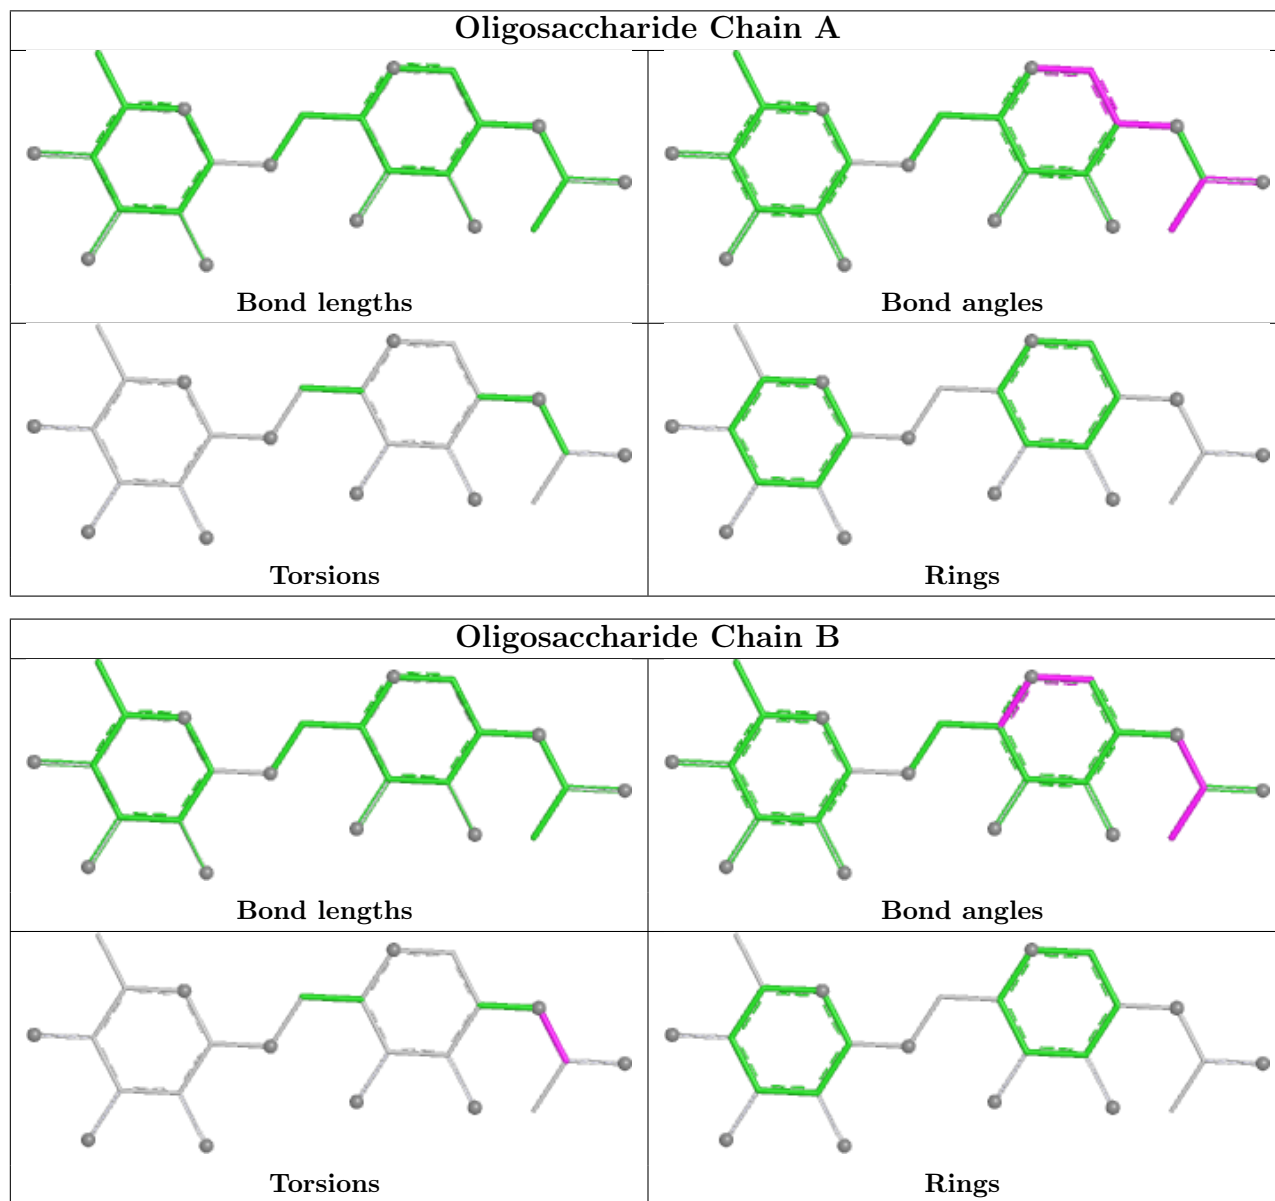 Oligosaccharide Chain A
Bond lengths
Bond angles
Torsions
Rings
Oligosaccharide Chain B
Bond lengths
Bond angles
Torsions
Rings